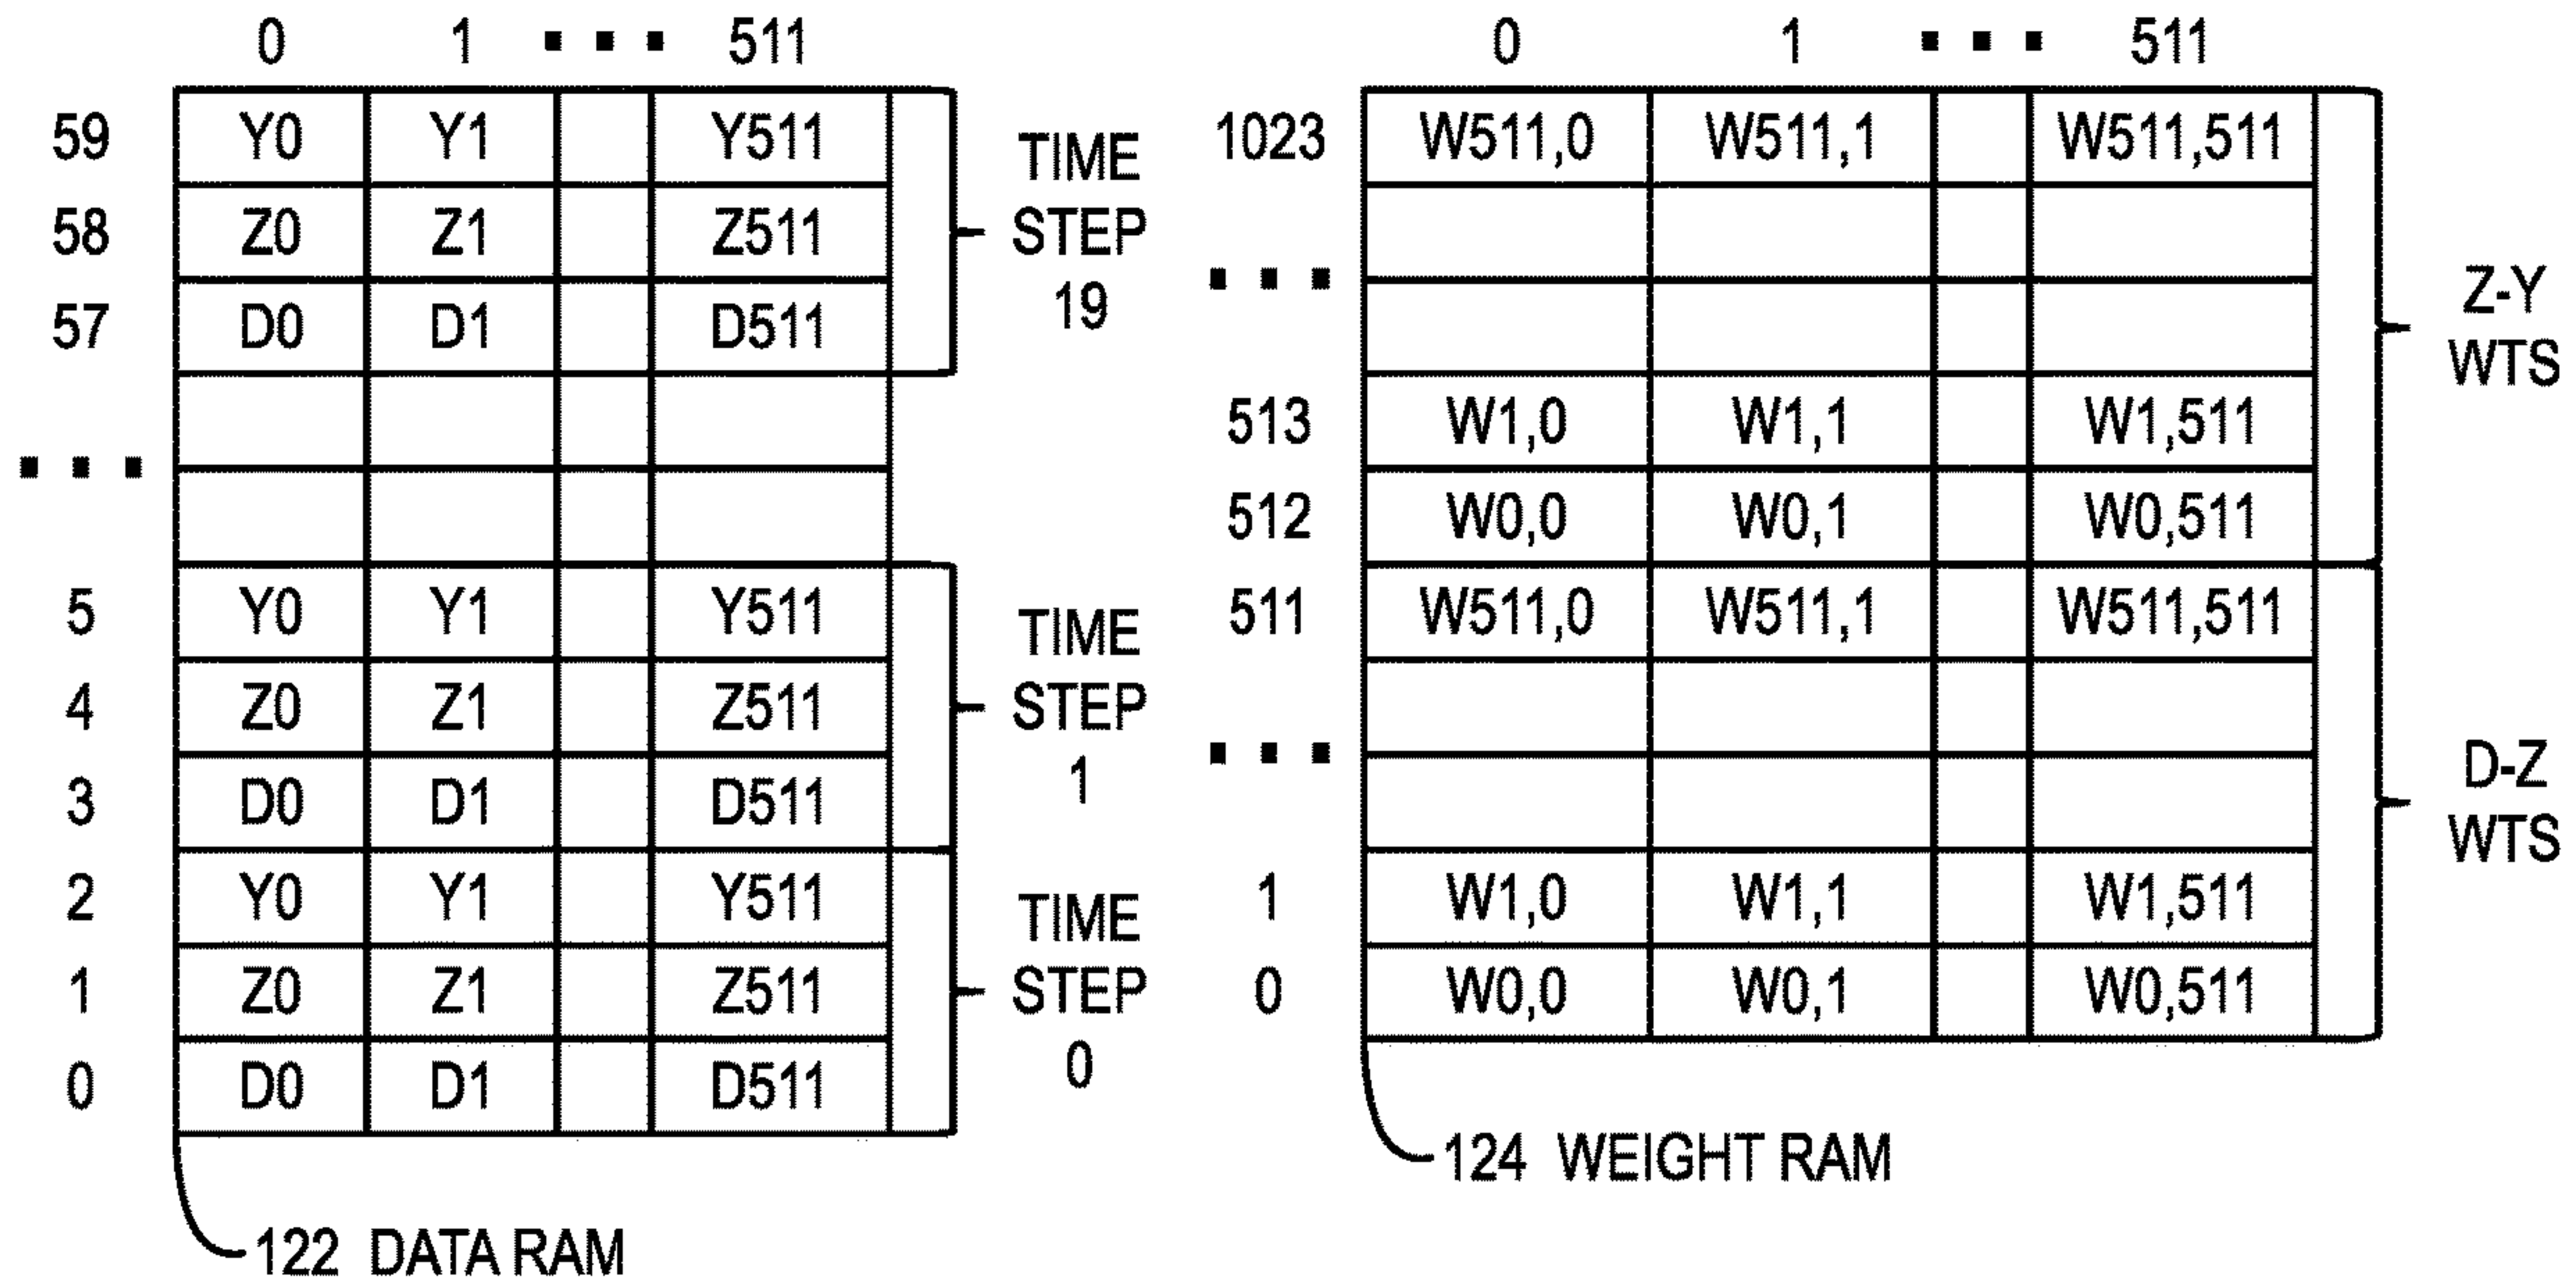 0 1 ▪ ▪ ▪ 511
59 Y0 Y1 Y511
58 Z0 Z1 Z511
57 D0 D1 D511
TIME
STEP
19
▪ ▪ ▪
5 Y0 Y1 Y511
4 Z0 Z1 Z511
3 D0 D1 D511
TIME
STEP
1
2 Y0 Y1 Y511
1 Z0 Z1 Z511
0 D0 D1 D511
TIME
STEP
0
122 DATA RAM
0 1 ▪ ▪ ▪ 511
1023 W511,0 W511,1 W511,511
▪ ▪ ▪
513 W1,0 W1,1 W1,511
512 W0,0 W0,1 W0,511
Z-Y
WTS
511 W511,0 W511,1 W511,511
▪ ▪ ▪
1 W1,0 W1,1 W1,511
0 W0,0 W0,1 W0,511
D-Z
WTS
124 WEIGHT RAM